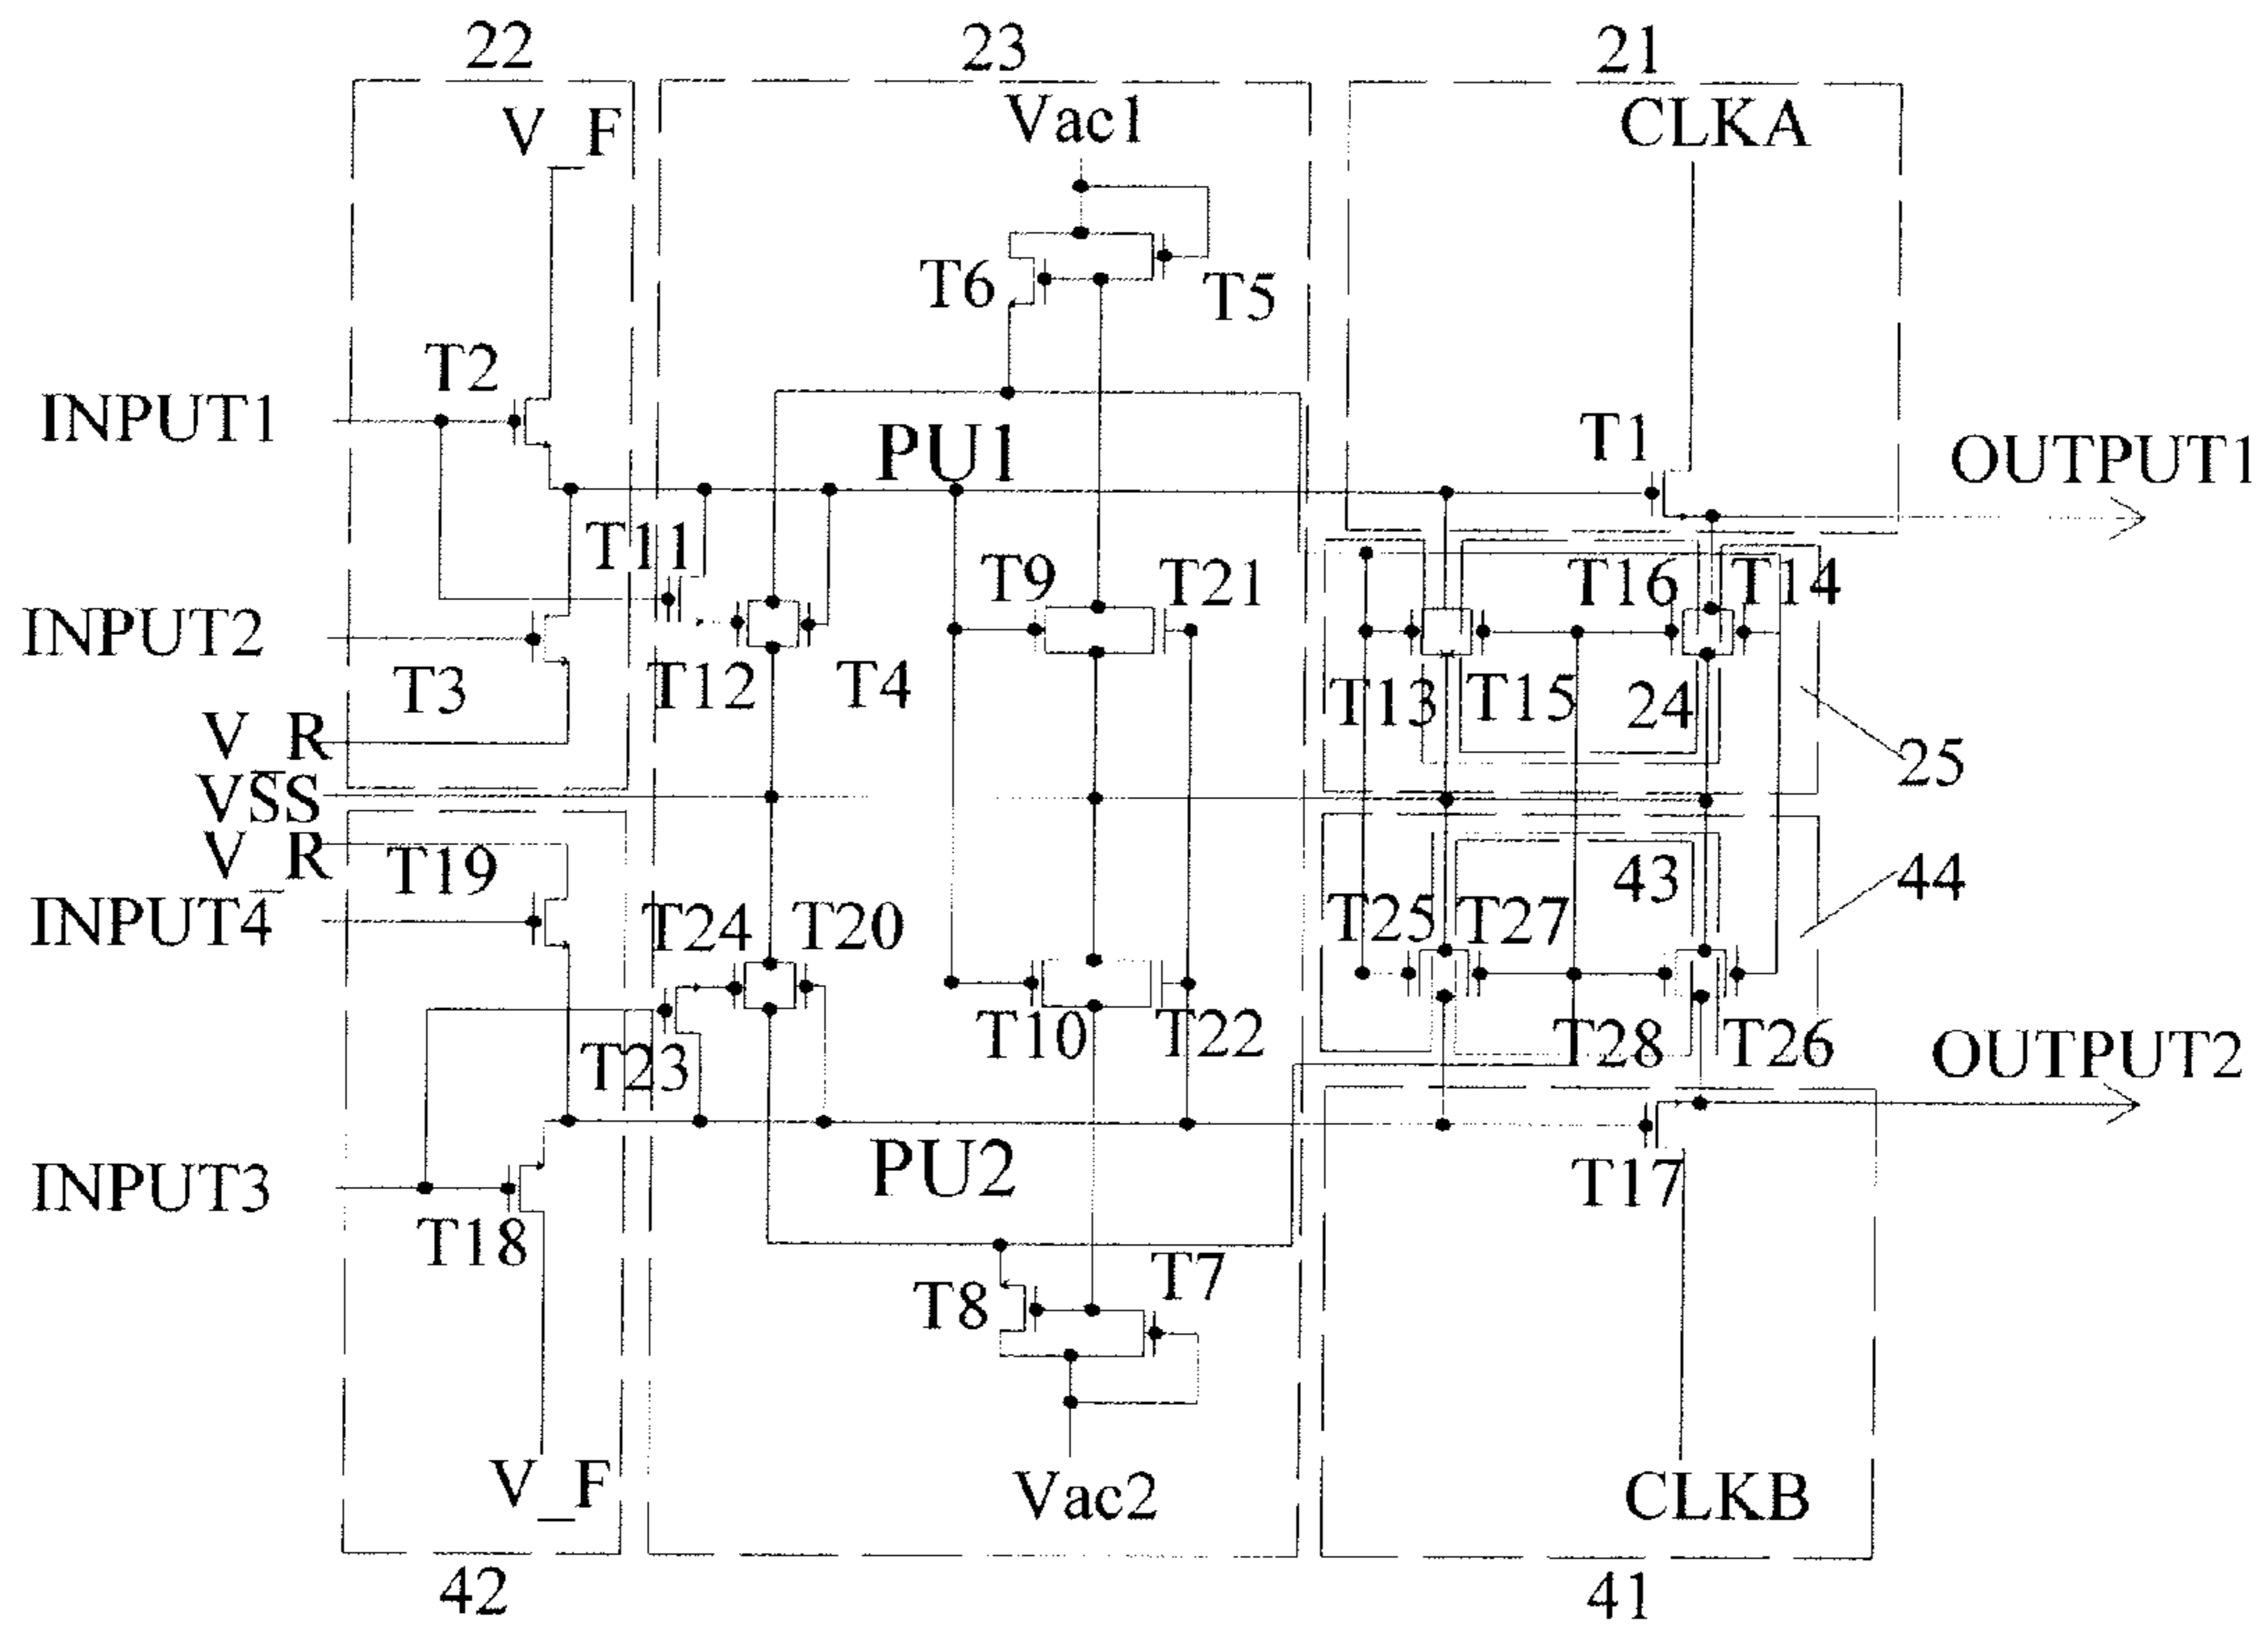 22
23
21
V_F
Vac1
CLKA
T6
T5
T2
INPUT1
PU1
T1
OUTPUT1
T11
T9
T21
T16
T14
INPUT2
T3
T12
T4
T13
T15
24
V_R
VSS
25
V_R
T19
43
44
INPUT4
T24
T20
T25
T27
T23
T10
T22
T28
T26
OUTPUT2
PU2
INPUT3
T18
T17
T8
T7
V_F
Vac2
CLKB
42
41